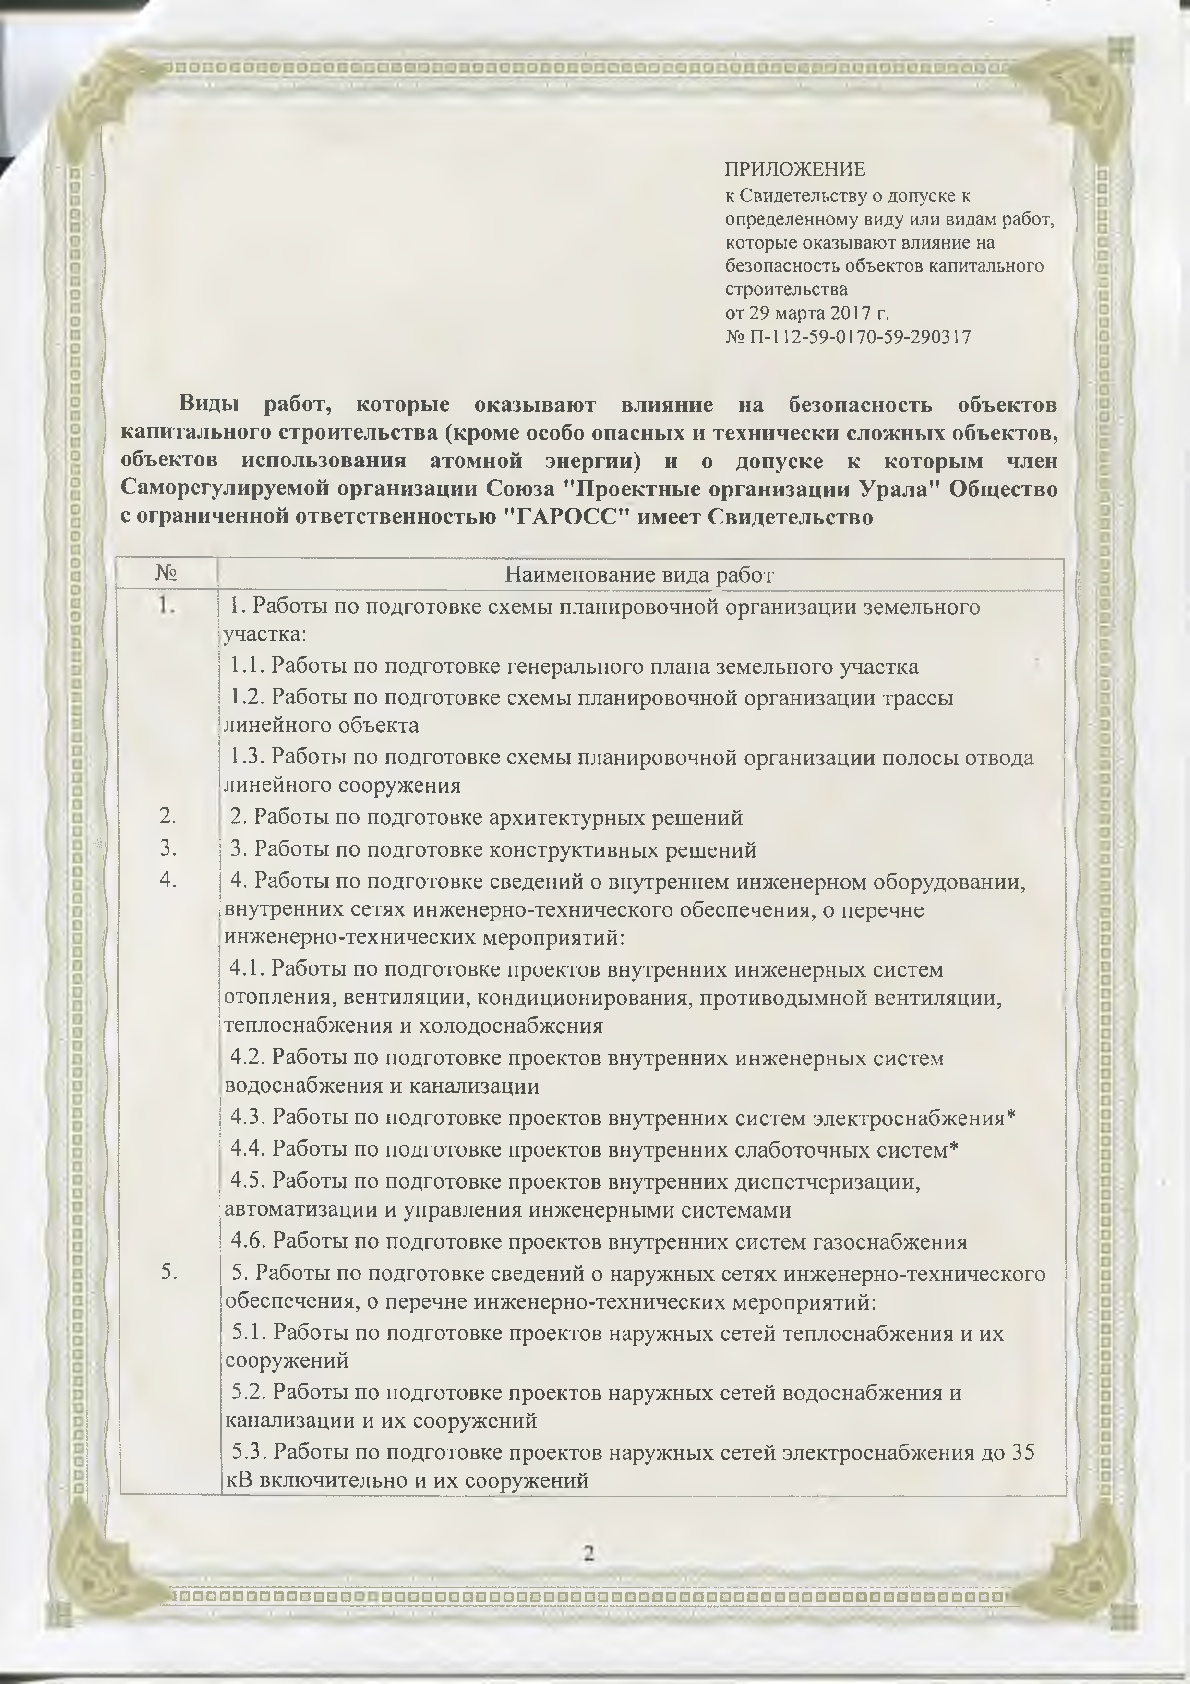 ПРИЛОЖЕНИЕ
к Свидетельству о допуске к
определенному виду или видам работ,
которые оказывают влияние на
безопасность объектов капитального
строительства
от 29 марта 2017 г.
№ П-112-59-0170-59-290317
Виды работ, которые оказывают влияние на безопасность объектов
капитального строительства (кроме особо опасных и технически сложных объектов,
объектов использования атомной энергии) и о допуске к которым член
Саморегулируемой организации Союза "Проектные организации Урала" Общество
с ограниченной ответственностью "ГАРОСС" имеет Свидетельство
№ Наименование вида работ
1. 1. Работы по подготовке схемы планировочной организации земельного
участка:
1.1. Работы по подготовке генерального плана земельного участка
1.2. Работы по подготовке схемы планировочной организации трассы
линейного объекта
1.3. Работы по подготовке схемы планировочной организации полосы отвода
линейного сооружения
2. 2. Работы по подготовке архитектурных решений
3. 3. Работы по подготовке конструктивных решений
4. 4. Работы по подготовке сведений о внутреннем инженерном оборудовании,
внутренних сетях инженерно-технического обеспечения, о перечне
инженерно-технических мероприятий:
4.1. Работы по подготовке проектов внутренних инженерных систем
отопления, вентиляции, кондиционирования, противодымной вентиляции,
теплоснабжения и холодоснабжения
4.2. Работы по подготовке проектов внутренних инженерных систем
водоснабжения и канализации
4.3. Работы по подготовке проектов внутренних систем электроснабжения*
4.4. Работы по подготовке проектов внутренних слаботочных систем*
4.5. Работы по подготовке проектов внутренних диспетчеризации,
автоматизации и управления инженерными системами
4.6. Работы по подготовке проектов внутренних систем газоснабжения
5. 5. Работы по подготовке сведений о наружных сетях инженерно-технического
обеспечения, о перечне инженерно-технических мероприятий:
5.1. Работы по подготовке проектов наружных сетей теплоснабжения и их
сооружений
5.2. Работы по подготовке проектов наружных сетей водоснабжения и
канализации и их сооружений
5.3. Работы по подготовке проектов наружных сетей электроснабжения до 35
кВ включительно и их сооружений
2